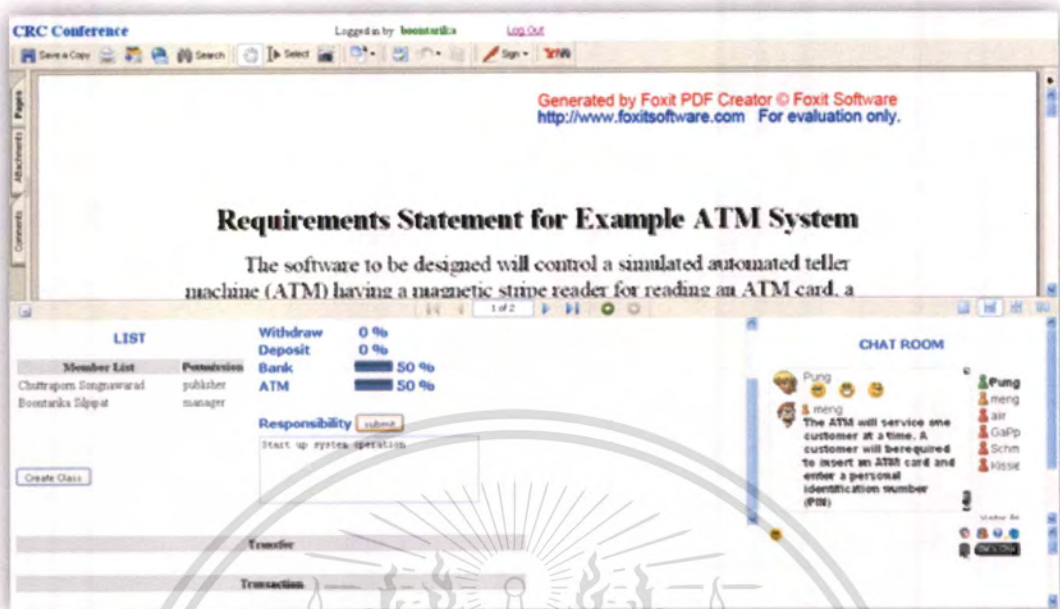 CRC Conference Logged in by boontarika Log Out
Save a Copy Search Select Sign
Pages
Attachments
Comments
Generated by Foxit PDF Creator © Foxit Software
http://www.foxitsoftware.com For evaluation only.
Requirements Statement for Example ATM System
The software to be designed will control a simulated automated teller
machine (ATM) having a magnetic stripe reader for reading an ATM card, a
1 of 2
LIST
Member List Permission
Chuttraporn Songnawarad publisher
Boontarika Silpipat manager
Create Class
Withdraw 0 %
Deposit 0 %
Bank 50 %
ATM 50 %
Responsibility submit
Start up system operation
Transfer
Transaction
CHAT ROOM
Pung
meng
The ATM will service one
customer at a time. A
customer will berequired
to insert an ATM card and
enter a personal
identification number
(PIN)
Pung
meng
air
GaPp
Schm